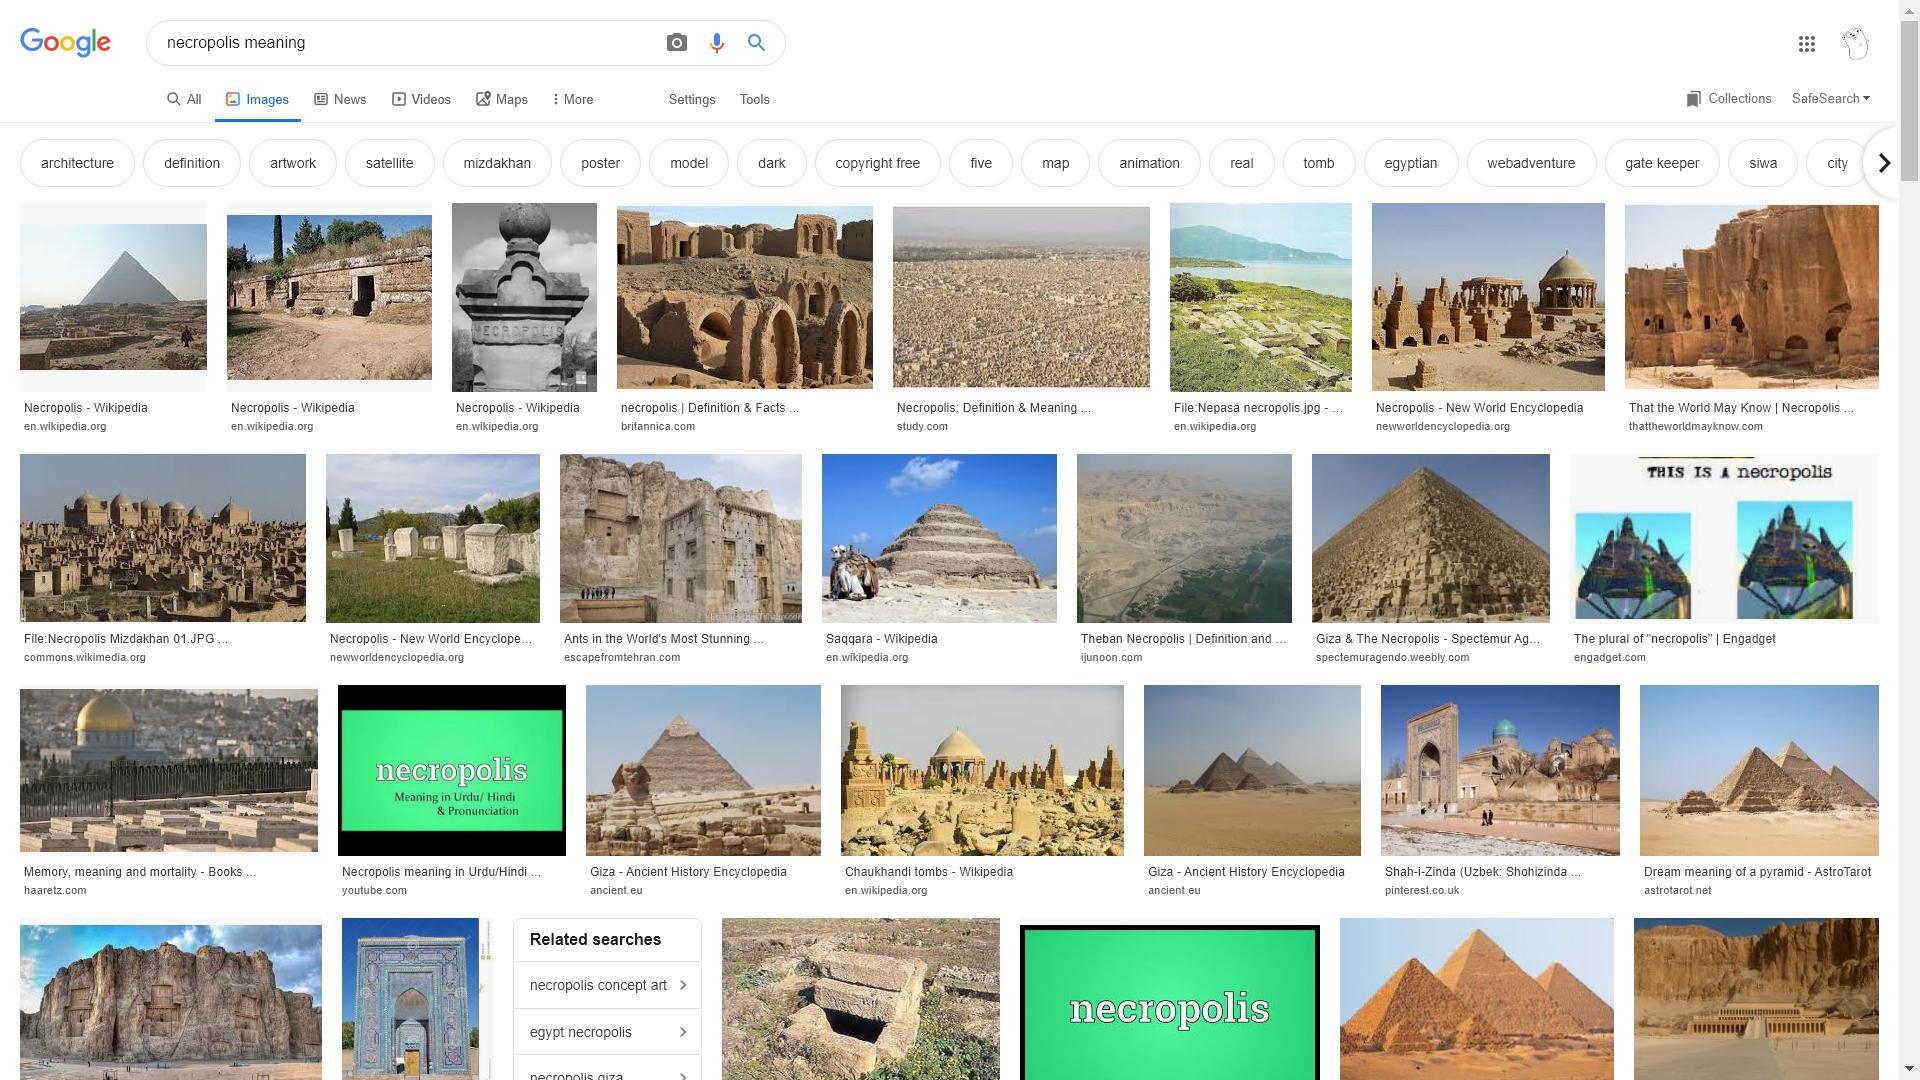 Google
necropolis meaning
All
Images
News
Videos
Maps
More
Settings
Tools
Collections
SafeSearch
architecture
definition
artwork
satellite
mizdakhan
poster
model
dark
copyright free
five
map
animation
real
tomb
egyptian
webadventure
gate keeper
siwa
city
NECROPOLIS
Necropolis - Wikipedia
en.wikipedia.org
Necropolis - Wikipedia
en.wikipedia.org
Necropolis - Wikipedia
en.wikipedia.org
necropolis | Definition & Facts ...
britannica.com
Necropolis: Definition & Meaning ...
study.com
File:Nepasa necropolis.jpg - ...
en.wikipedia.org
Necropolis - New World Encyclopedia
newworldencyclopedia.org
That the World May Know | Necropolis ...
thattheworldmayknow.com
THIS IS A necropolis
File:Necropolis Mizdakhan 01.JPG ...
commons.wikimedia.org
Necropolis - New World Encyclope...
newworldencyclopedia.org
Ants in the World's Most Stunning ...
escapefromtehran.com
Saqqara - Wikipedia
en.wikipedia.org
Theban Necropolis | Definition and ...
ijunoon.com
Giza & The Necropolis - Spectemur Ag...
spectemuragendo.weebly.com
The plural of "necropolis" | Engadget
engadget.com
necropolis
Meaning in Urdu/ Hindi
& Pronunciation
Memory, meaning and mortality - Books ...
haaretz.com
Necropolis meaning in Urdu/Hindi ...
youtube.com
Giza - Ancient History Encyclopedia
ancient.eu
Chaukhandi tombs - Wikipedia
en.wikipedia.org
Giza - Ancient History Encyclopedia
ancient.eu
Shah-i-Zinda (Uzbek: Shohizinda ...
pinterest.co.uk
Dream meaning of a pyramid - AstroTarot
astrotarot.net
Related searches
necropolis concept art
egypt necropolis
necropolis giza
necropolis